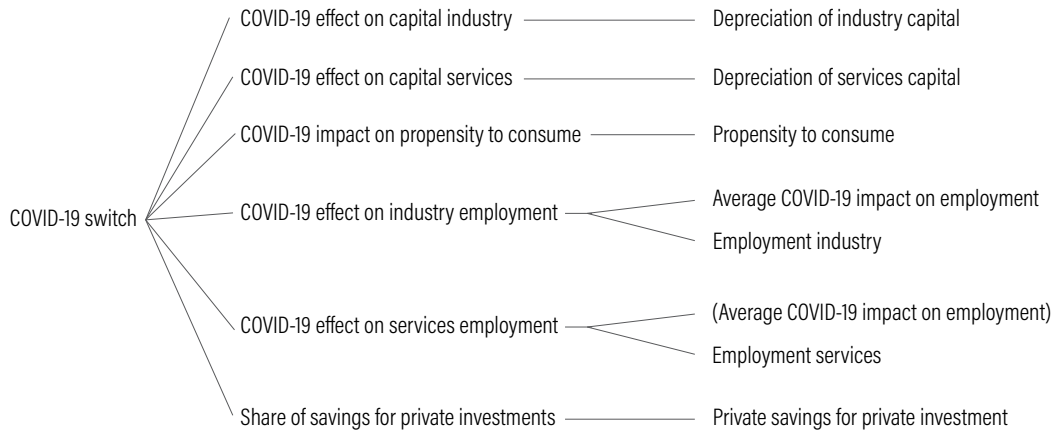 COVID-19 effect on capital industry
Depreciation of industry capital
COVID-19 effect on capital services
Depreciation of services capital
COVID-19 impact on propensity to consume
Propensity to consume
COVID-19 switch
COVID-19 effect on industry employment
Average COVID-19 impact on employment
Employment industry
COVID-19 effect on services employment
(Average COVID-19 impact on employment)
Employment services
Share of savings for private investments
Private savings for private investment